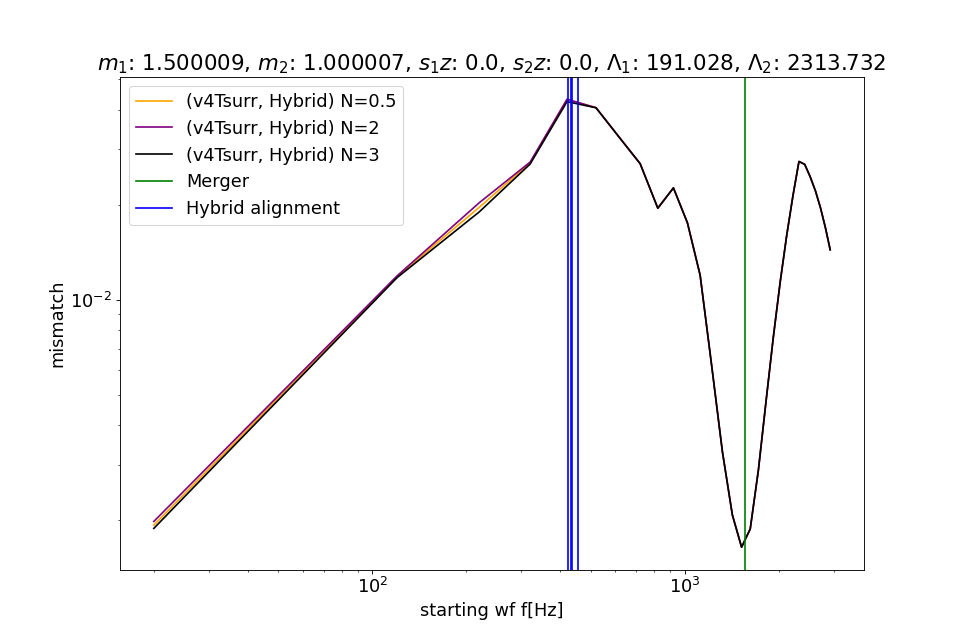 m₁: 1.500009, m₂: 1.000007, s₁z: 0.0, s₂z: 0.0, Λ₁: 191.028, Λ₂: 2313.732
(v4Tsurr, Hybrid) N=0.5
(v4Tsurr, Hybrid) N=2
(v4Tsurr, Hybrid) N=3
Merger
Hybrid alignment
mismatch
10⁻²
10² 10³
starting wf f[Hz]